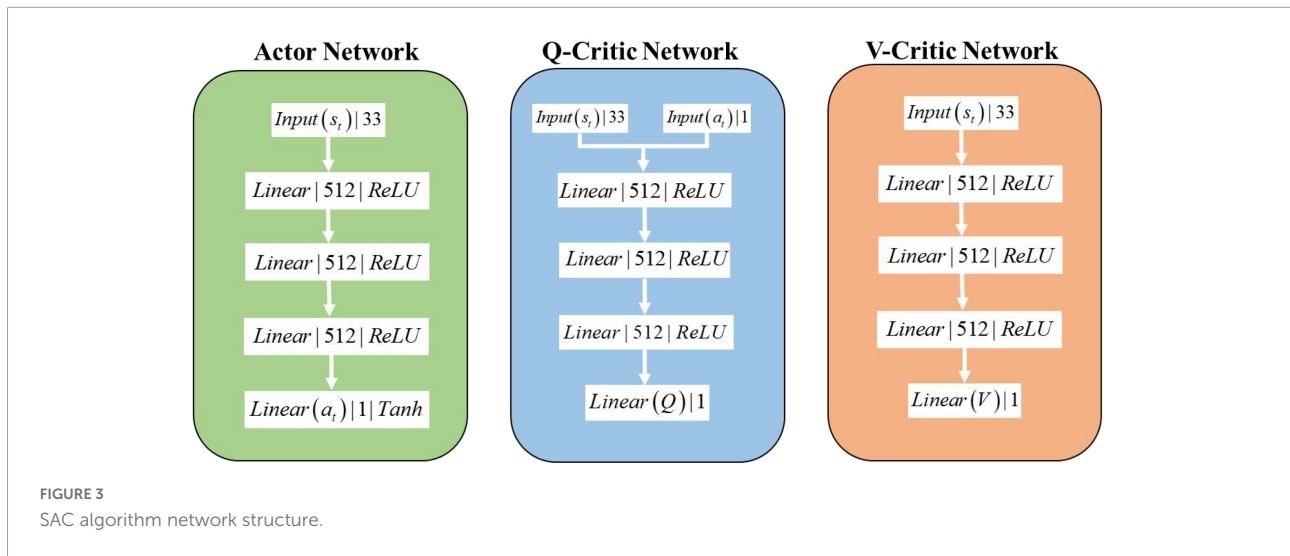 Actor Network
Input(s_t)|33
Linear|512|ReLU
Linear|512|ReLU
Linear|512|ReLU
Linear(a_t)|1|Tanh
Q-Critic Network
Input(s_t)|33 Input(a_t)|1
Linear|512|ReLU
Linear|512|ReLU
Linear|512|ReLU
Linear(Q)|1
V-Critic Network
Input(s_t)|33
Linear|512|ReLU
Linear|512|ReLU
Linear|512|ReLU
Linear(V)|1
FIGURE 3
SAC algorithm network structure.